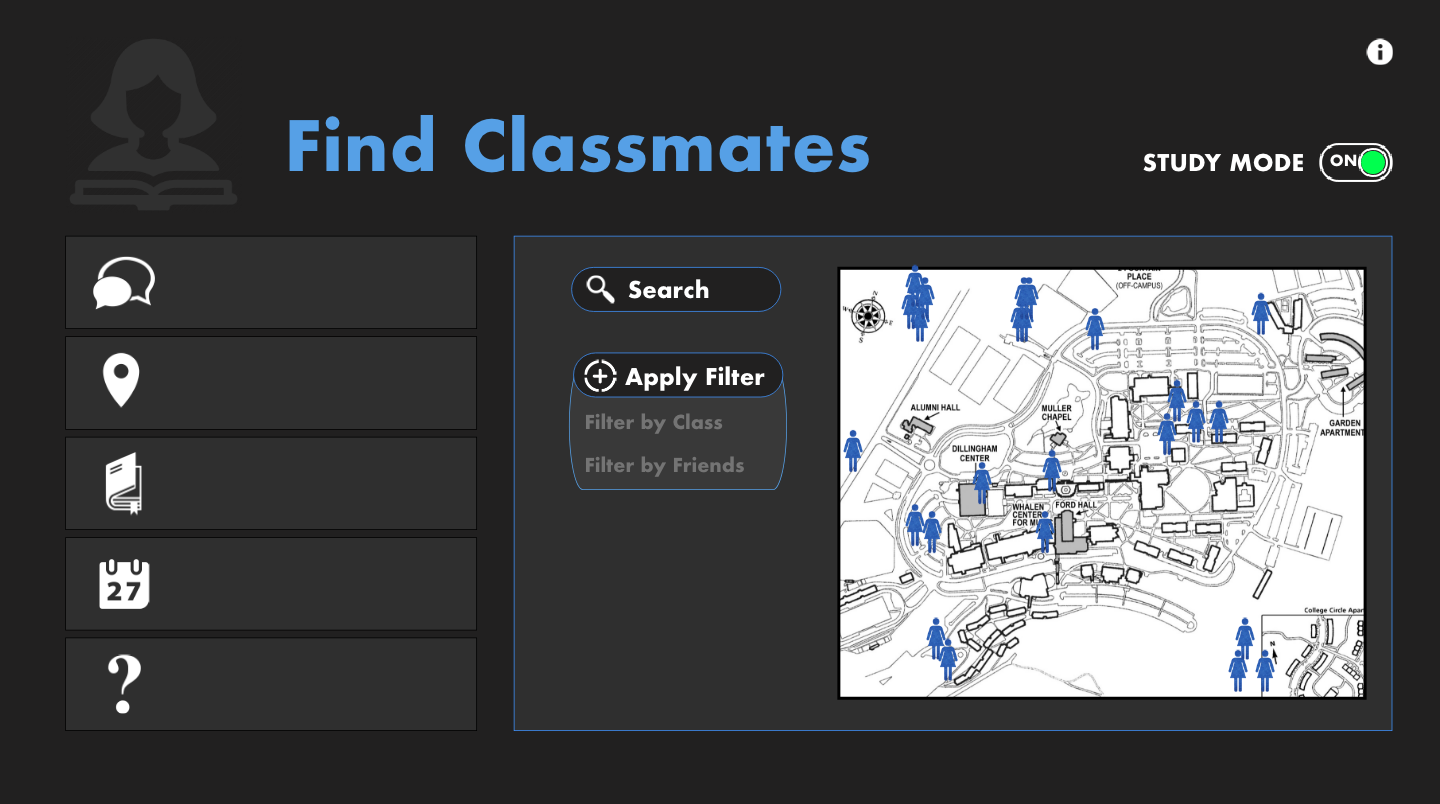 Find Classmates
STUDY MODE ON
27
Search
Apply Filter
Filter by Class
Filter by Friends
PLACE
(OFF-CAMPUS)
N
E
S
W
ALUMNI HALL
MULLER
CHAPEL
GARDEN
APARTMENT
DILLINGHAM
CENTER
WHALEN
CENTER
FOR MU
FORD HALL
College Circle Apar
N